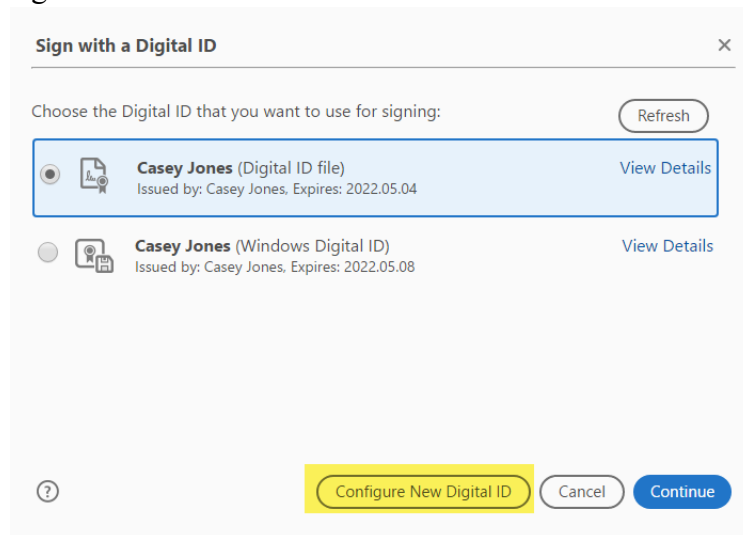 Sign with a Digital ID
Choose the Digital ID that you want to use for signing:
Refresh
Casey Jones (Digital ID file)
View Details
Issued by: Casey Jones, Expires: 2022.05.04
Casey Jones (Windows Digital ID)
View Details
Issued by: Casey Jones, Expires: 2022.05.08
?
Configure New Digital ID
Cancel
Continue